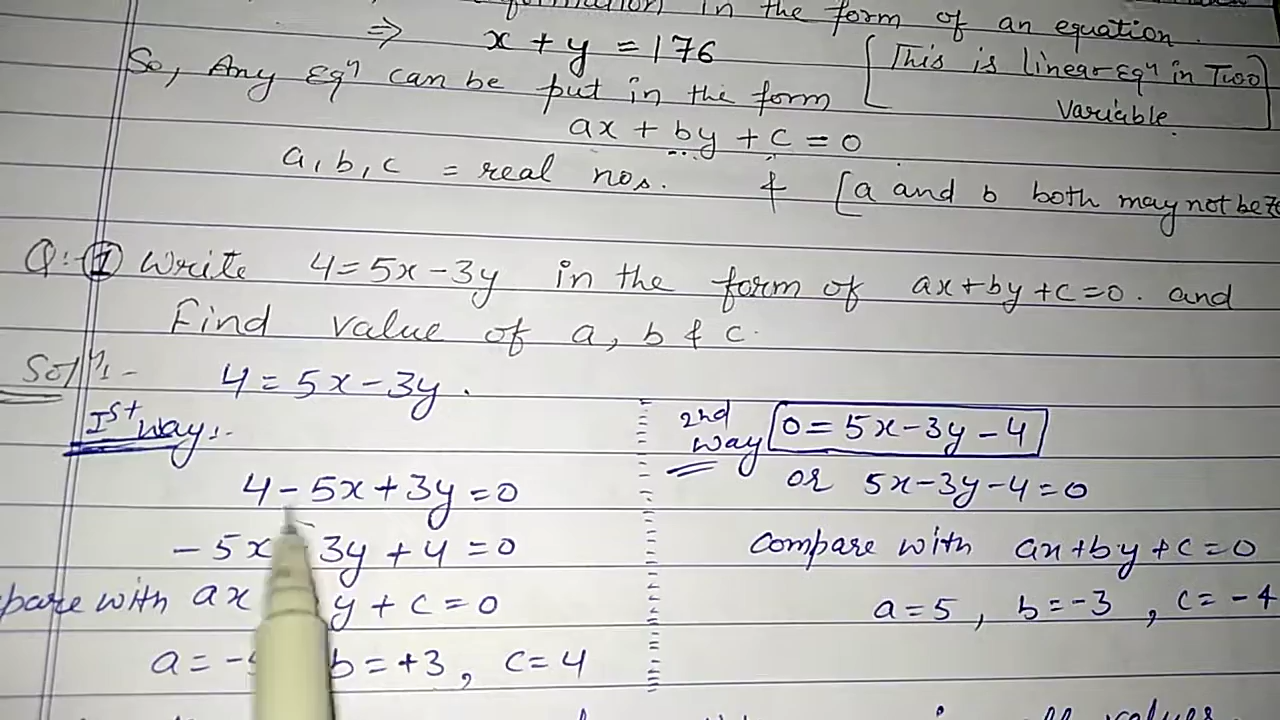 in the form of an equation.
⇒ x + y = 176
So, Any Eqⁿ can be put in the form [This is linear Eqⁿ in Two Variable.]
ax + by + c = 0
a, b, c = real nos. & [a and b both may not be
Q:- (1) Write 4 = 5x - 3y in the form of ax + by + c = 0. and
Find value of a, b & c.
Solⁿ:- 4 = 5x - 3y.
Ist way:-
4 - 5x + 3y = 0
- 5x 3y + 4 = 0
with ax y + c = 0
a = - b = +3, c = 4
2nd way 0 = 5x - 3y - 4
or 5x - 3y - 4 = 0
compare with ax + by + c = 0
a = 5, b = -3, c = -4